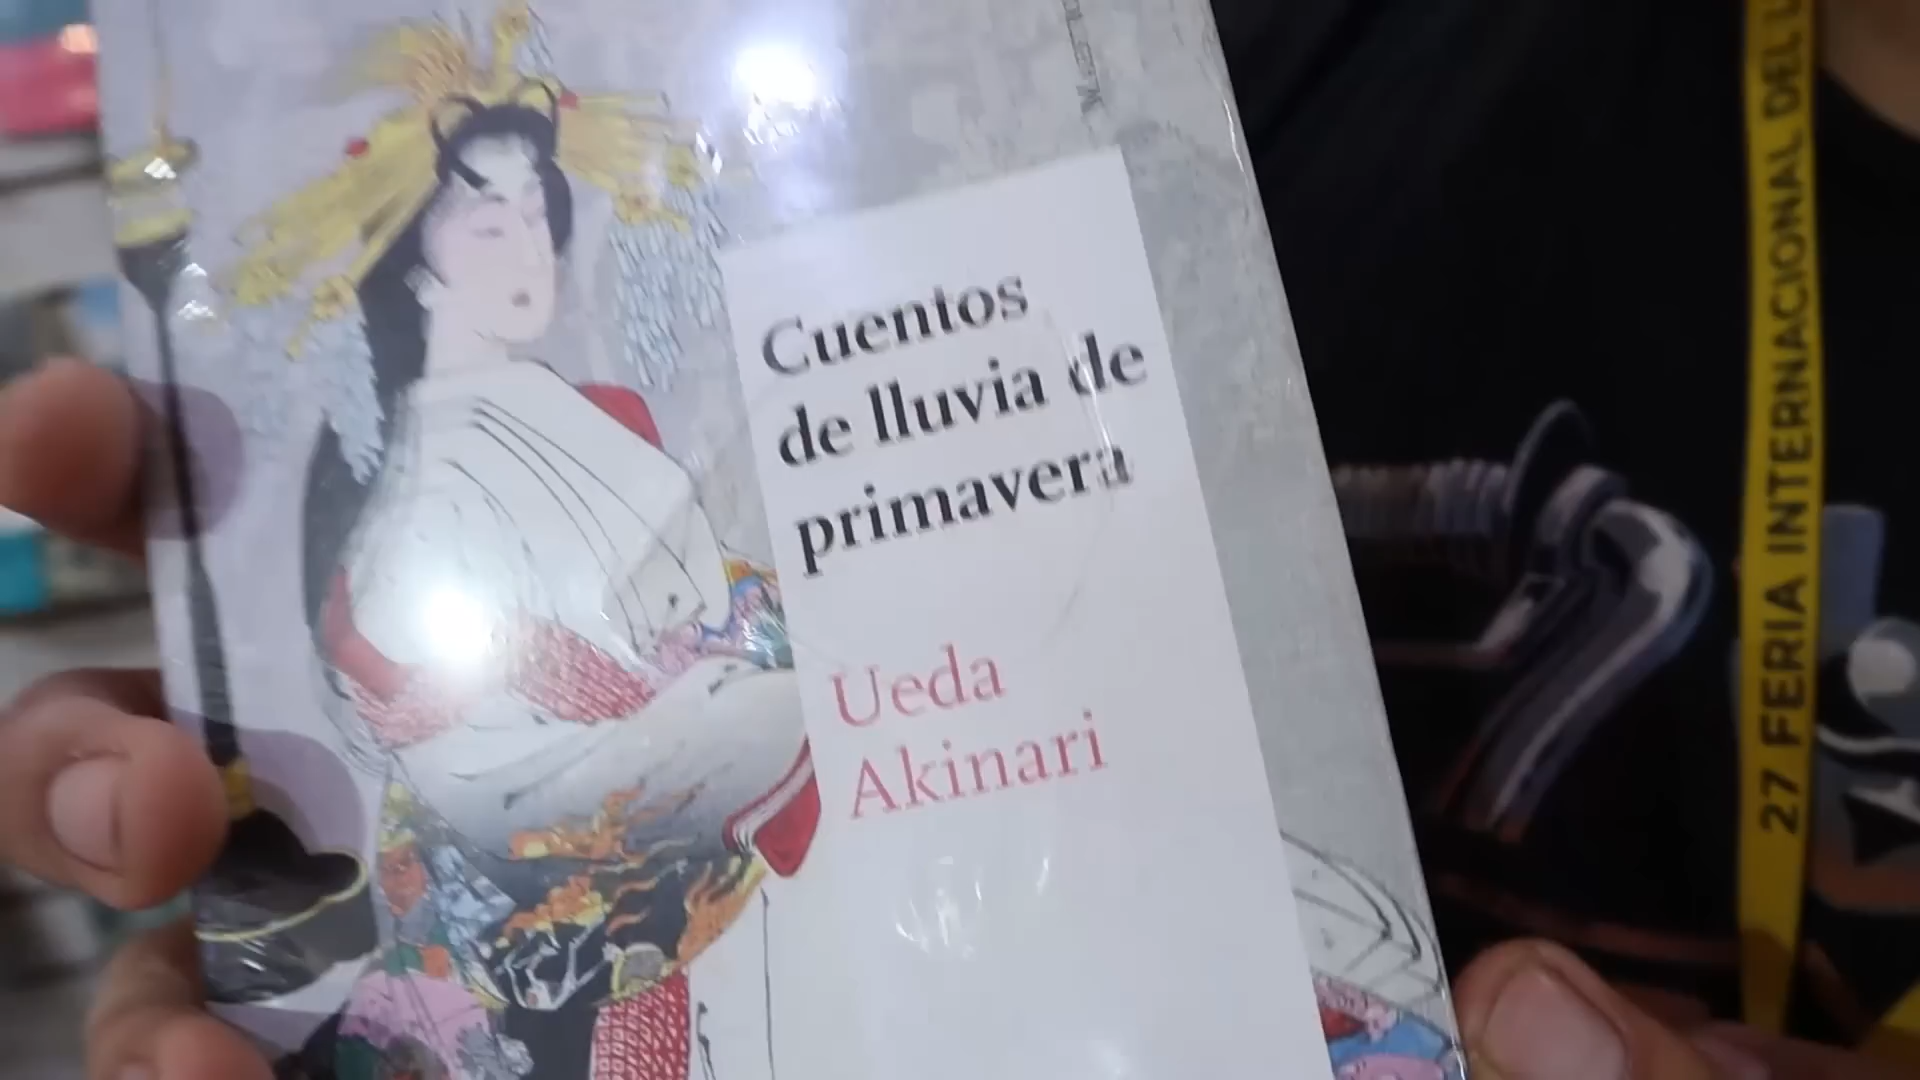 Cuentos
de lluvia de
primavera
Ueda
Akinari
27 FERIA INTERNACIONAL DEL